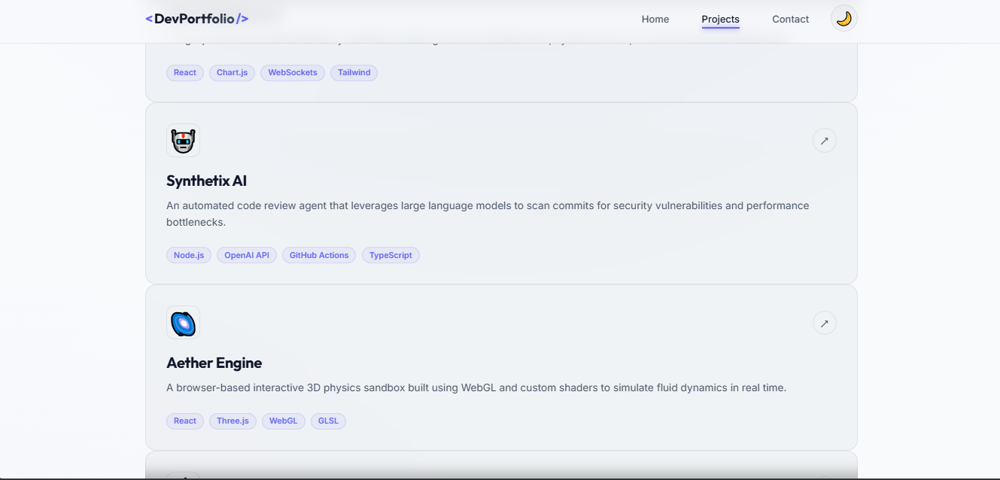 <DevPortfolio/>
Home
Projects
Contact
React
Chart.js
WebSockets
Tailwind
Synthetix AI
An automated code review agent that leverages large language models to scan commits for security vulnerabilities and performance
bottlenecks.
Node.js
OpenAI API
GitHub Actions
TypeScript
Aether Engine
A browser-based interactive 3D physics sandbox built using WebGL and custom shaders to simulate fluid dynamics in real time.
React
Three.js
WebGL
GLSL